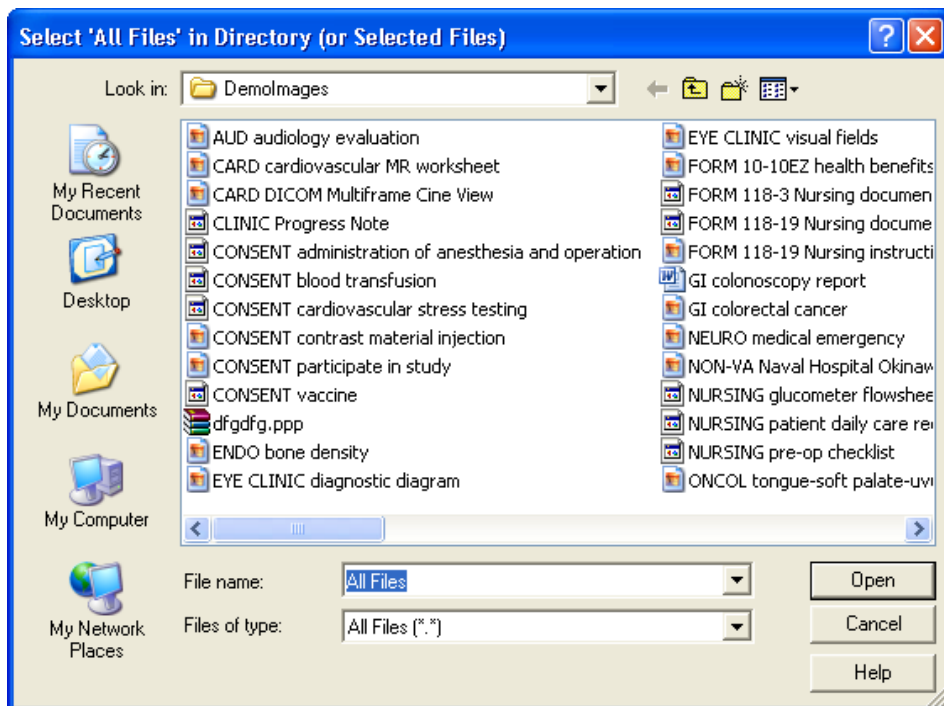 Select 'All Files' in Directory (or Selected Files)
Look in: DemoImages
My Recent
Documents
Desktop
My Documents
My Computer
My Network
Places
AUD audiology evaluation
CARD cardiovascular MR worksheet
CARD DICOM Multiframe Cine View
CLINIC Progress Note
CONSENT administration of anesthesia and operation
CONSENT blood transfusion
CONSENT cardiovascular stress testing
CONSENT contrast material injection
CONSENT participate in study
CONSENT vaccine
dfgdfg.ppp
ENDO bone density
EYE CLINIC diagnostic diagram
EYE CLINIC visual fields
FORM 10-10EZ health benefits
FORM 118-3 Nursing documen
FORM 118-19 Nursing docume
FORM 118-19 Nursing instructi
GI colonoscopy report
GI colorectal cancer
NEURO medical emergency
NON-VA Naval Hospital Okinaw
NURSING glucometer flowshee
NURSING patient daily care re
NURSING pre-op checklist
ONCOL tongue-soft palate-uvu
File name: All Files
Open
Files of type: All Files (*.*)
Cancel
Help